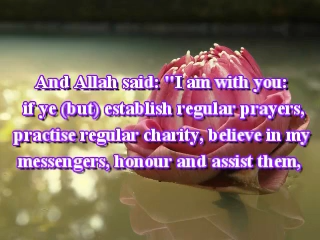 And Allah said: "I am with you:
if ye (but) establish regular prayers,
practise regular charity, believe in my
messengers, honour and assist them,